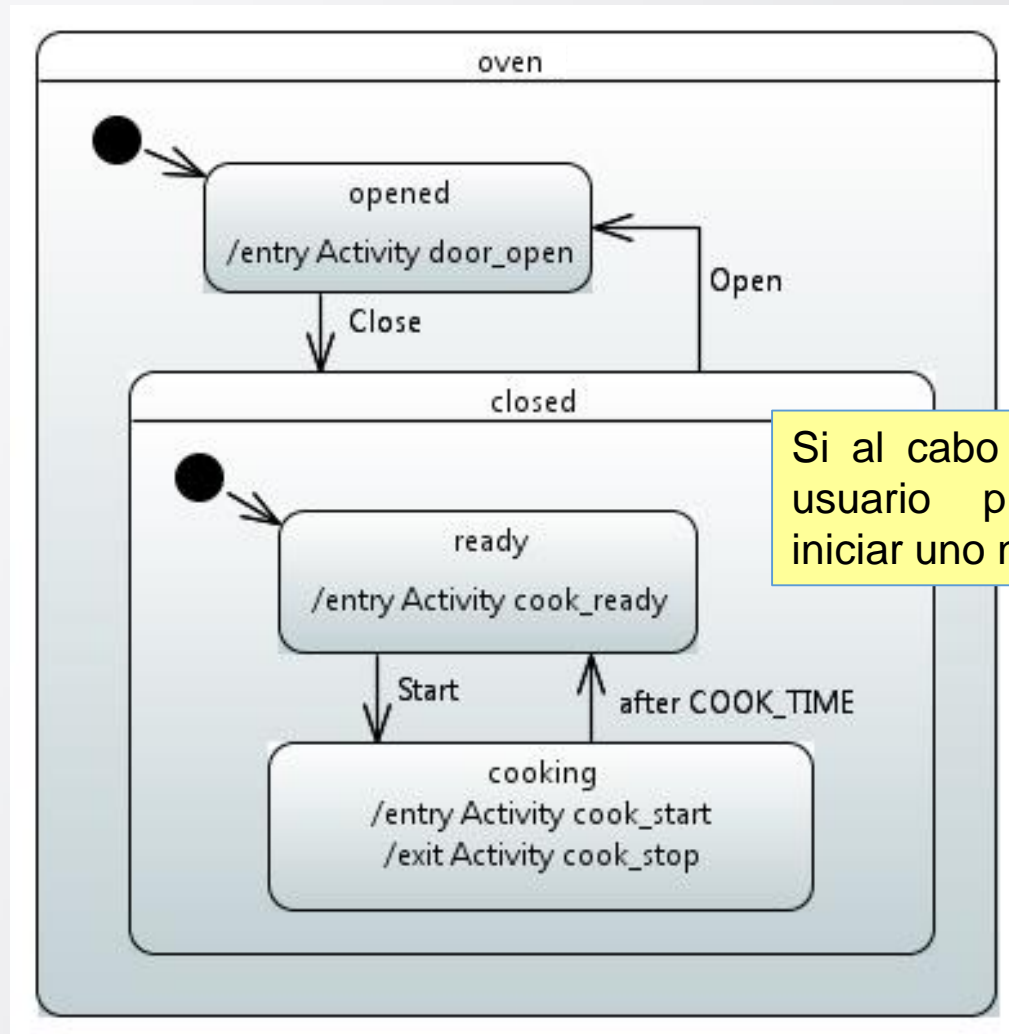 oven
opened
/entry Activity door_open
Open
Close
closed
Si al cabo
usuario p
iniciar uno
ready
/entry Activity cook_ready
Start
after COOK_TIME
cooking
/entry Activity cook_start
/exit Activity cook_stop